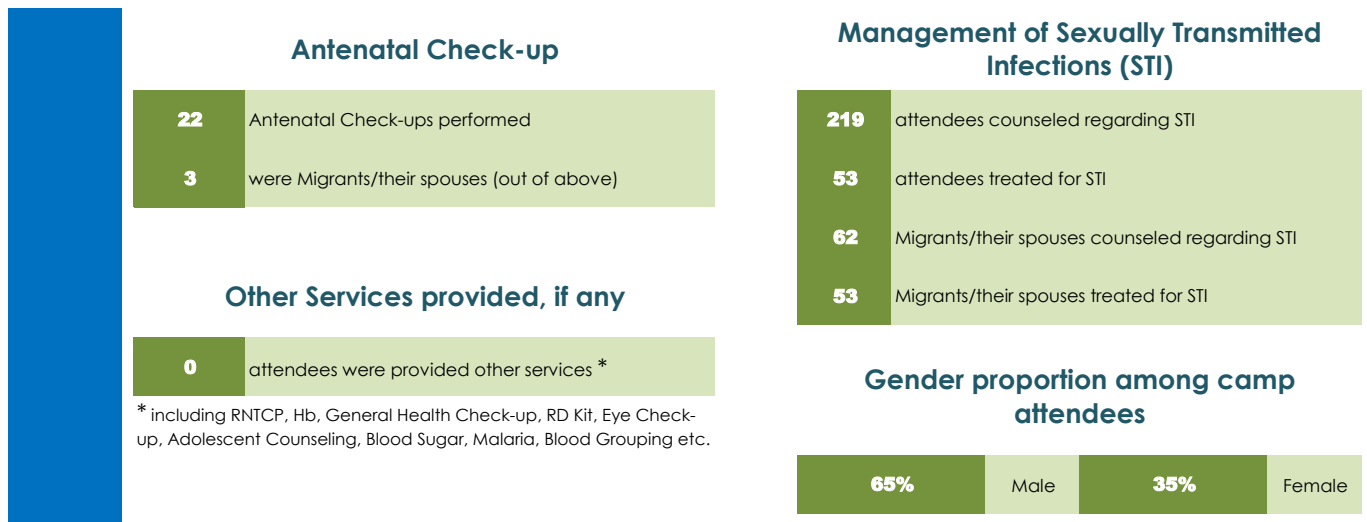 Antenatal Check-up
22 Antenatal Check-ups performed
3 were Migrants/their spouses (out of above)
Other Services provided, if any
0 attendees were provided other services *
* including RNTCP, Hb, General Health Check-up, RD Kit, Eye Check-
up, Adolescent Counseling, Blood Sugar, Malaria, Blood Grouping etc.
Management of Sexually Transmitted
Infections (STI)
219 attendees counseled regarding STI
53 attendees treated for STI
62 Migrants/their spouses counseled regarding STI
53 Migrants/their spouses treated for STI
Gender proportion among camp
attendees
65% Male 35% Female